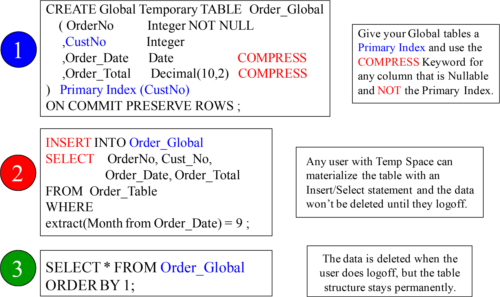 1
CREATE Global Temporary TABLE Order_Global
( OrderNo Integer NOT NULL
,CustNo Integer
,Order_Date Date COMPRESS
,Order_Total Decimal(10,2) COMPRESS
) Primary Index (CustNo)
ON COMMIT PRESERVE ROWS ;
Give your Global tables a
Primary Index and use the
COMPRESS Keyword for
any column that is Nullable
and NOT the Primary Index.
2
INSERT INTO Order_Global
SELECT OrderNo, Cust_No,
Order_Date, Order_Total
FROM Order_Table
WHERE
extract(Month from Order_Date) = 9 ;
Any user with Temp Space can
materialize the table with an
Insert/Select statement and the data
won't be deleted until they logoff.
3
SELECT * FROM Order_Global
ORDER BY 1;
The data is deleted when the
user does logoff, but the table
structure stays permanently.